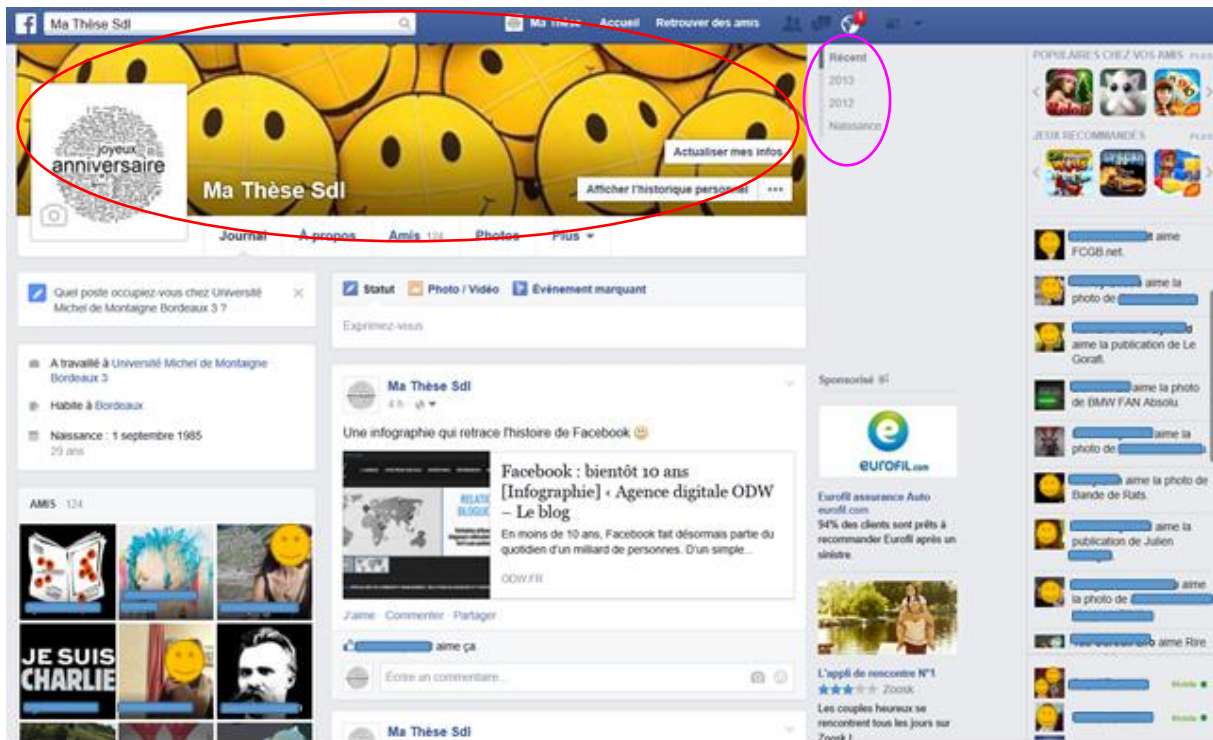 Ma Thèse Sdl
Ma Thèse Accueil Retrouver des amis
joyeux
anniversaire
Ma Thèse Sdl
Actualiser mes infos
Afficher l'historique personnel
Journal À propos Amis 124 Photos Plus
Récent
2013
2012
Naissance
Quel poste occupiez-vous chez Université
Michel de Montaigne Bordeaux 3 ?
A travaillé à Université Michel de Montaigne
Bordeaux 3
Habite à Bordeaux
Naissance : 1 septembre 1985
29 ans
AMIS 124
JE SUIS
CHARLIE
Statut Photo / Vidéo Évènement marquant
Exprimez-vous
Ma Thèse Sdl
4 h
Une infographie qui retrace l'histoire de Facebook
Facebook : bientôt 10 ans
[Infographie] ‹ Agence digitale ODW
– Le blog
En moins de 10 ans, Facebook fait désormais partie du
quotidien d'un milliard de personnes. D'un simple...
ODW.FR
J'aime · Commenter · Partager
aime ça.
Écrire un commentaire...
Ma Thèse Sdl
Sponsorisé
eurofil.com
Eurofil assurance Auto
eurofil.com
94% des clients sont prêts à
recommander Eurofil après un
sinistre.
L'appli de rencontre N°1
Zoosk
Les couples heureux se
rencontrent tous les jours sur
Zoosk !
POPULAIRES CHEZ VOS AMIS PLUS
JEUX RECOMMANDÉS PLUS
aime
FCGB.net.
aime la
photo de
aime la publication de Le
Gorafi.
aime la photo
de BMW FAN Absolu.
aime la
photo de
aime la photo de
Bande de Rats.
aime la
publication de Julien
aime
la photo de
aime Rire
Mobile
Mobile